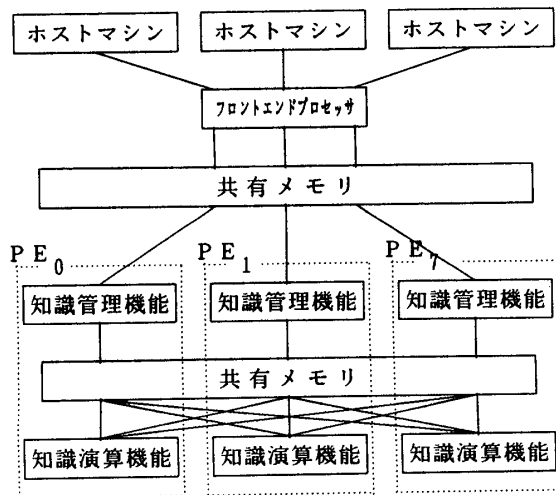 ホストマシン ホストマシン ホストマシン
フロントエンドプロセッサ
共有メモリ
PE0 PE1 PE7
知識管理機能 知識管理機能 知識管理機能
共有メモリ
知識演算機能 知識演算機能 知識演算機能